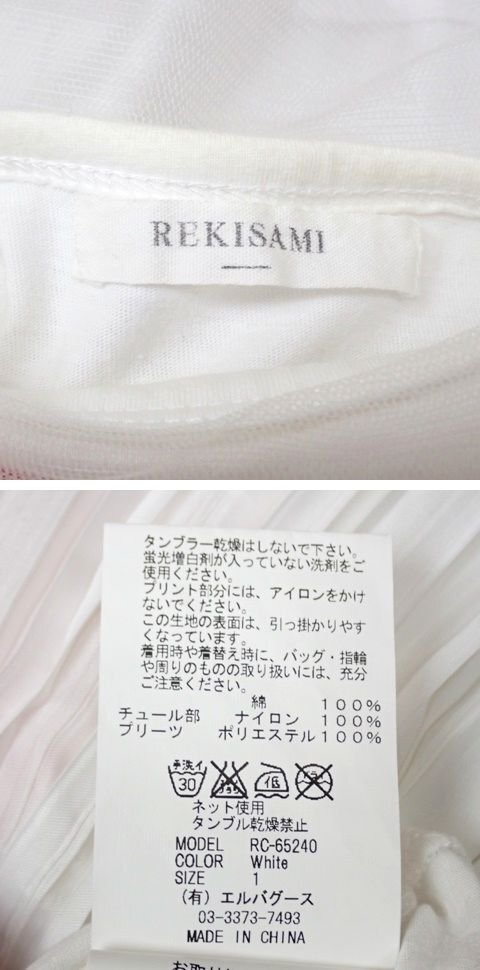 REKISAMI
タンブラー乾燥はしないで下さい。
蛍光増白剤が入っていない洗剤をご
使用ください。
プリント部分には、アイロンをかけ
ないでください。
この生地の表面は、引っ掛かりやす
くなっています。
着用時や着替え時に、バッグ・指輪
や周りのものの取り扱いには、充分
ご注意ください。
綿 100%
チュール部 ナイロン 100%
プリーツ ポリエステル 100%
手洗イ 30 低 ドライ
ネット使用
タンブル乾燥禁止
MODEL RC-65240
COLOR White
SIZE 1
(有) エルバグース
03-3373-7493
MADE IN CHINA